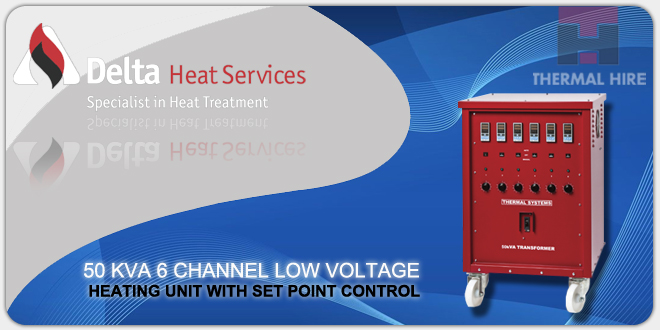 Delta Heat Services
Specialist in Heat Treatment
THERMAL HIRE
THERMAL SYSTEMS
50kVA TRANSFORMER
50 KVA 6 CHANNEL LOW VOLTAGE
HEATING UNIT WITH SET POINT CONTROL